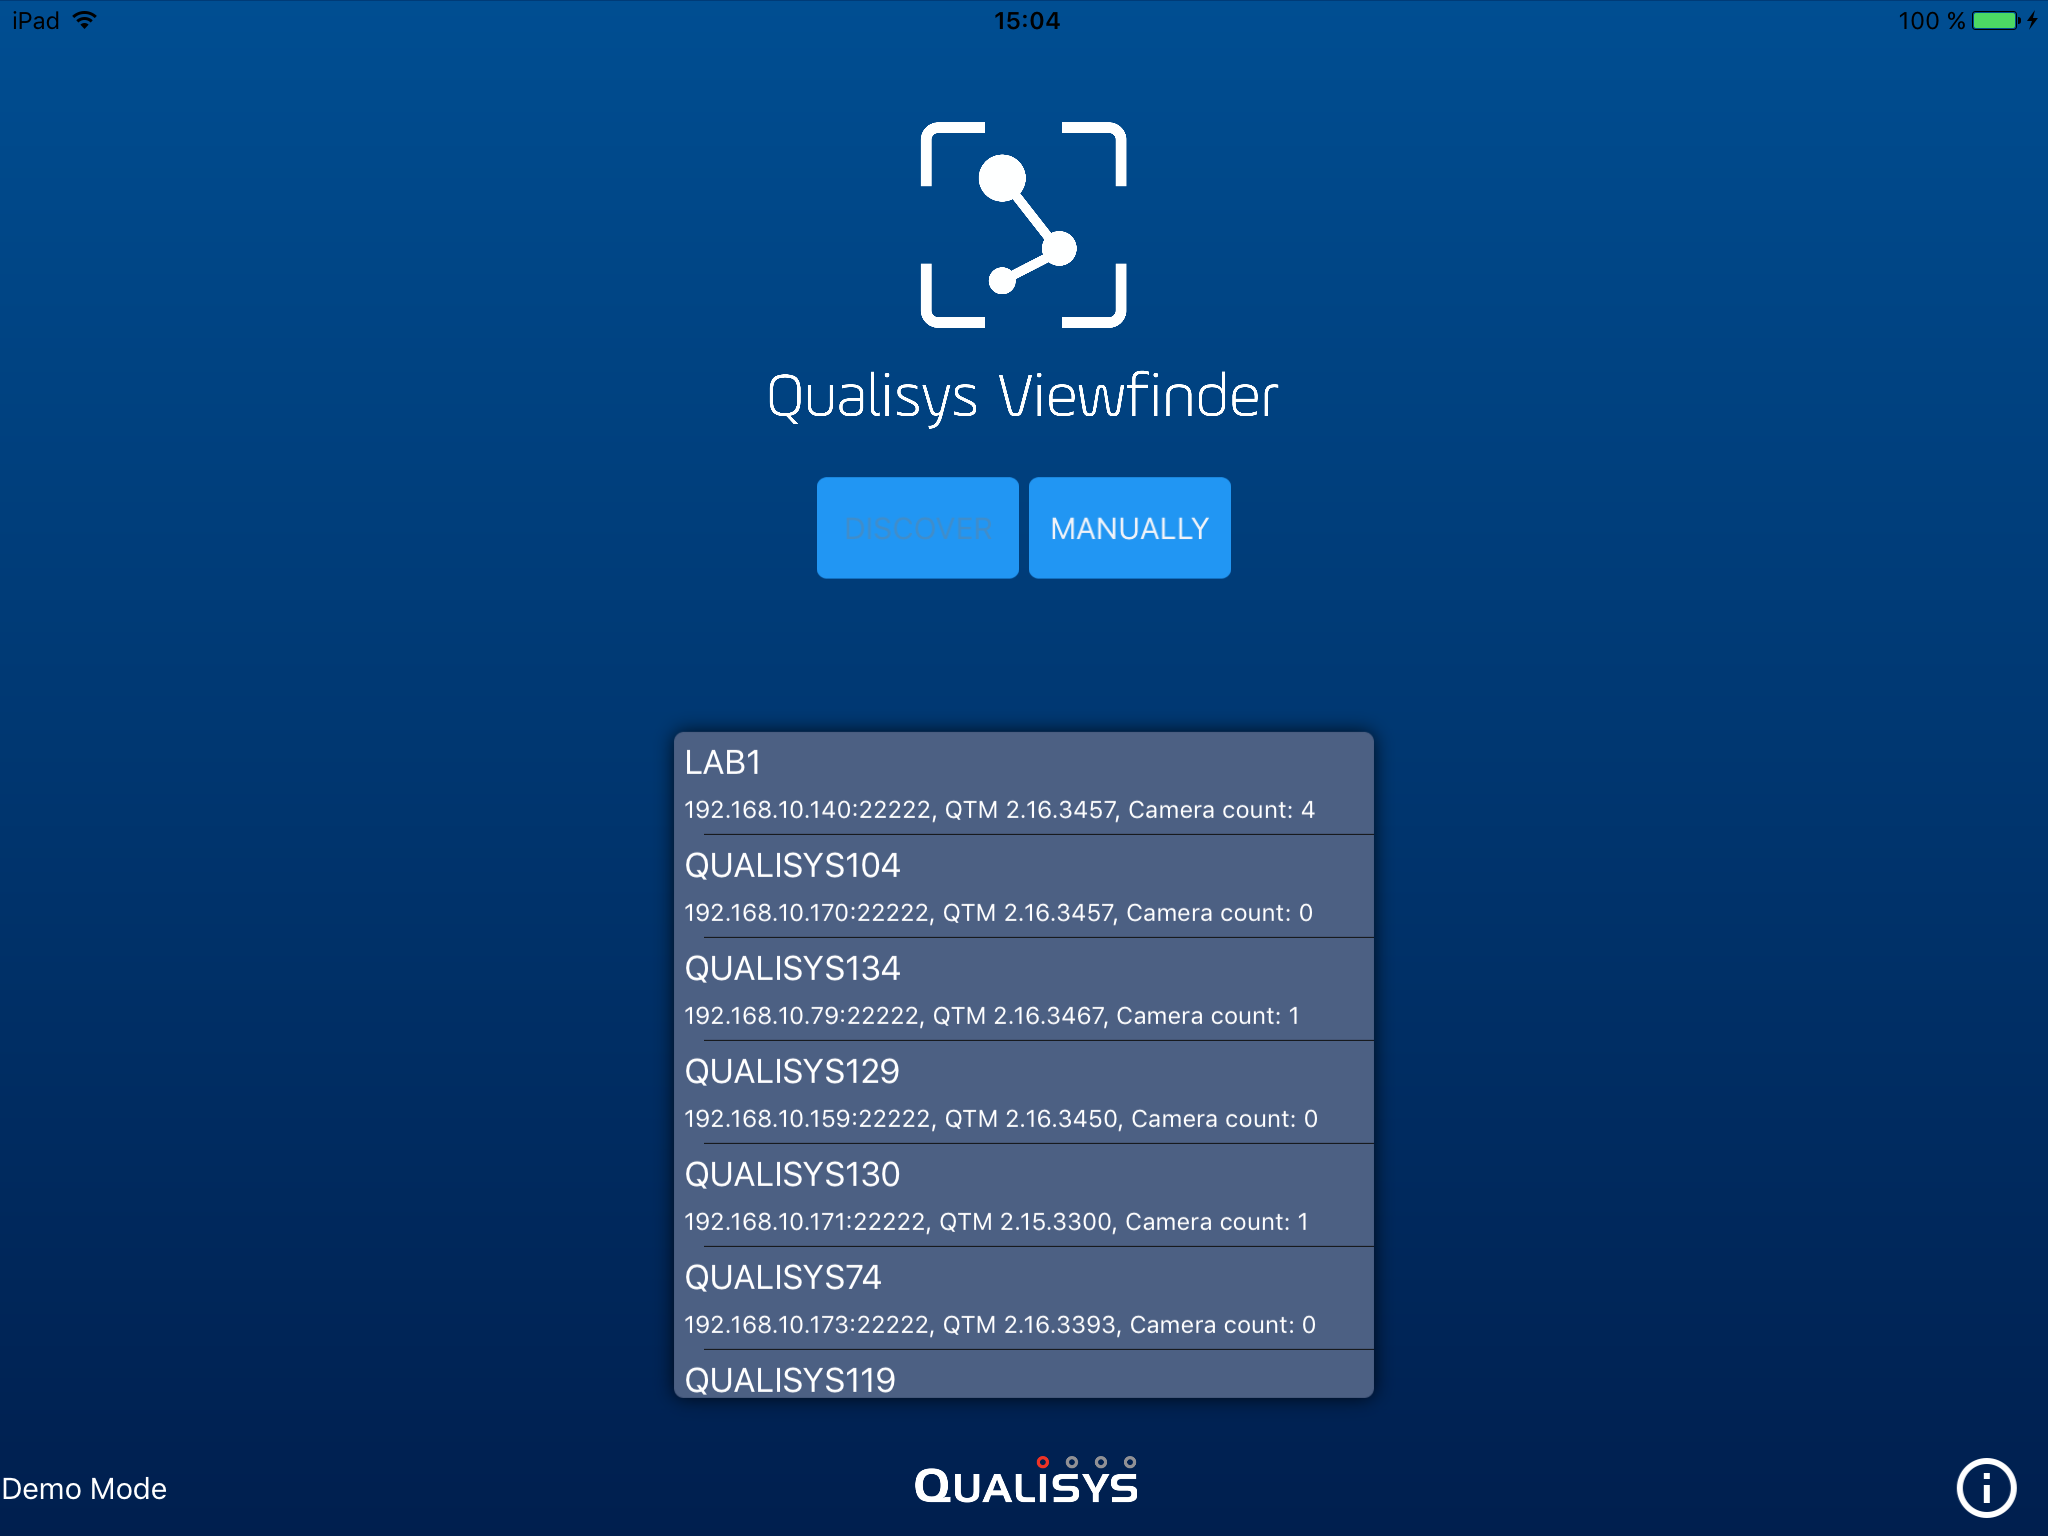 iPad 15:04 100 %
Qualisys Viewfinder
DISCOVER MANUALLY
LAB1
192.168.10.140:22222, QTM 2.16.3457, Camera count: 4
QUALISYS104
192.168.10.170:22222, QTM 2.16.3457, Camera count: 0
QUALISYS134
192.168.10.79:22222, QTM 2.16.3467, Camera count: 1
QUALISYS129
192.168.10.159:22222, QTM 2.16.3450, Camera count: 0
QUALISYS130
192.168.10.171:22222, QTM 2.15.3300, Camera count: 1
QUALISYS74
192.168.10.173:22222, QTM 2.16.3393, Camera count: 0
QUALISYS119
Demo Mode QUALISYS